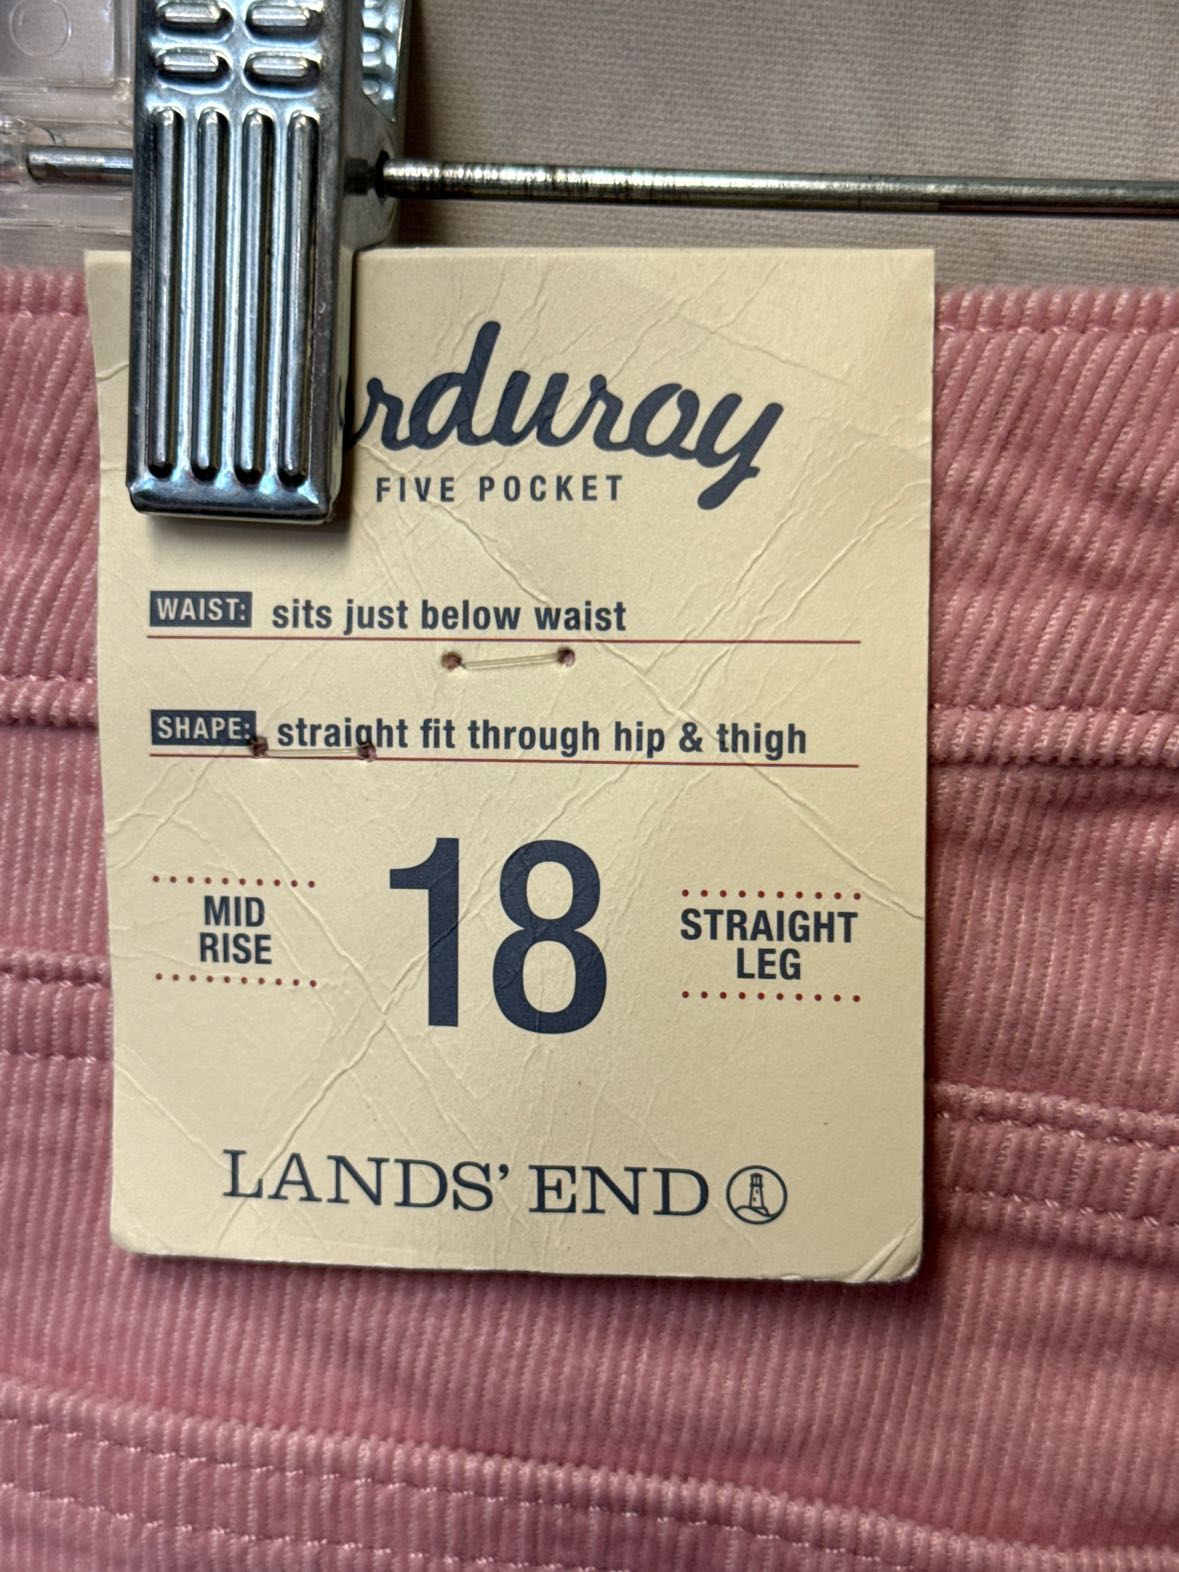 rduroy
FIVE POCKET
WAIST: sits just below waist
SHAPE: straight fit through hip & thigh
MID
RISE
18
STRAIGHT
LEG
LANDS' END